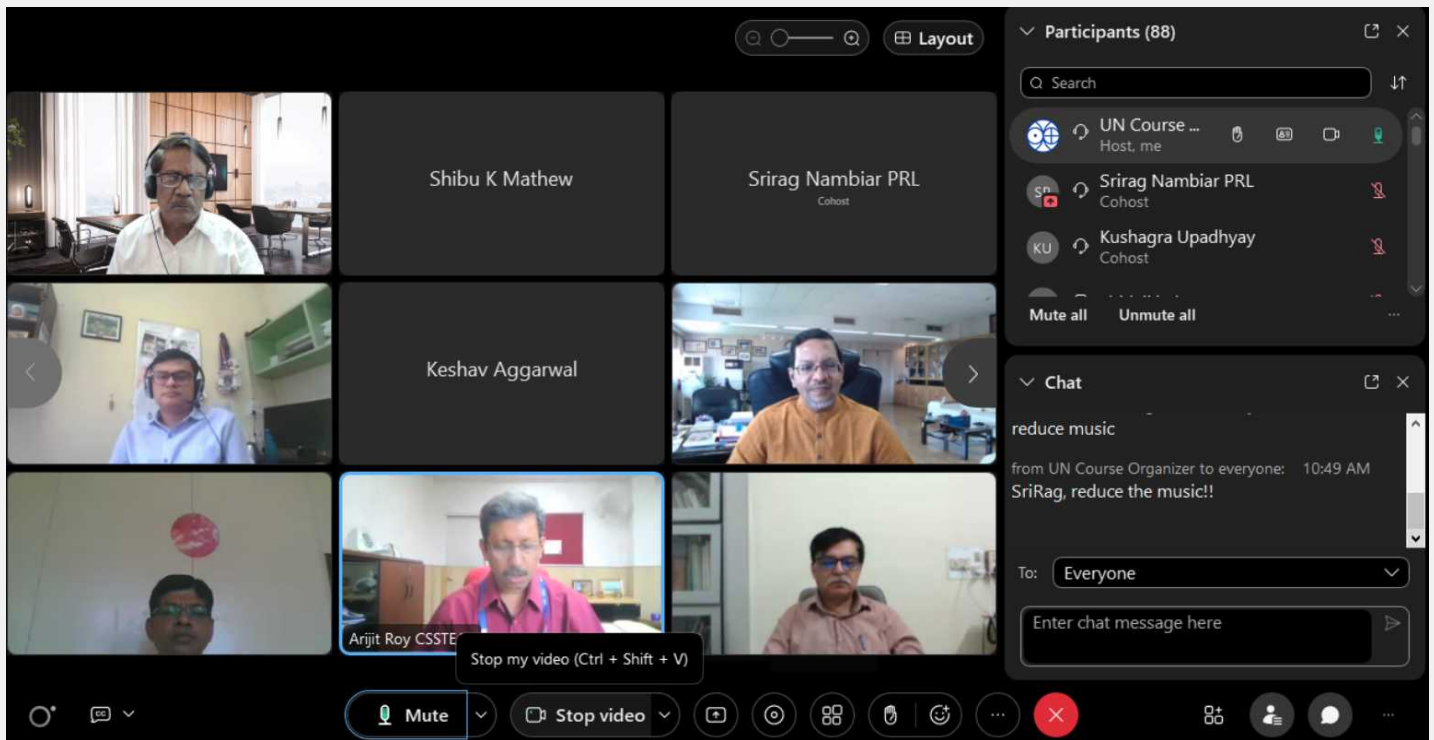 Layout
Participants (88)
Search
UN Course ...
Host, me
SP
Srirag Nambiar PRL
Cohost
KU
Kushagra Upadhyay
Cohost
Mute all
Unmute all
...
Shibu K Mathew
Srirag Nambiar PRL
Cohost
Keshav Aggarwal
Arijit Roy CSSTE
Chat
reduce music
from UN Course Organizer to everyone: 10:49 AM
SriRag, reduce the music!!
To: Everyone
Enter chat message here
Stop my video (Ctrl + Shift + V)
CC
Mute
Stop video